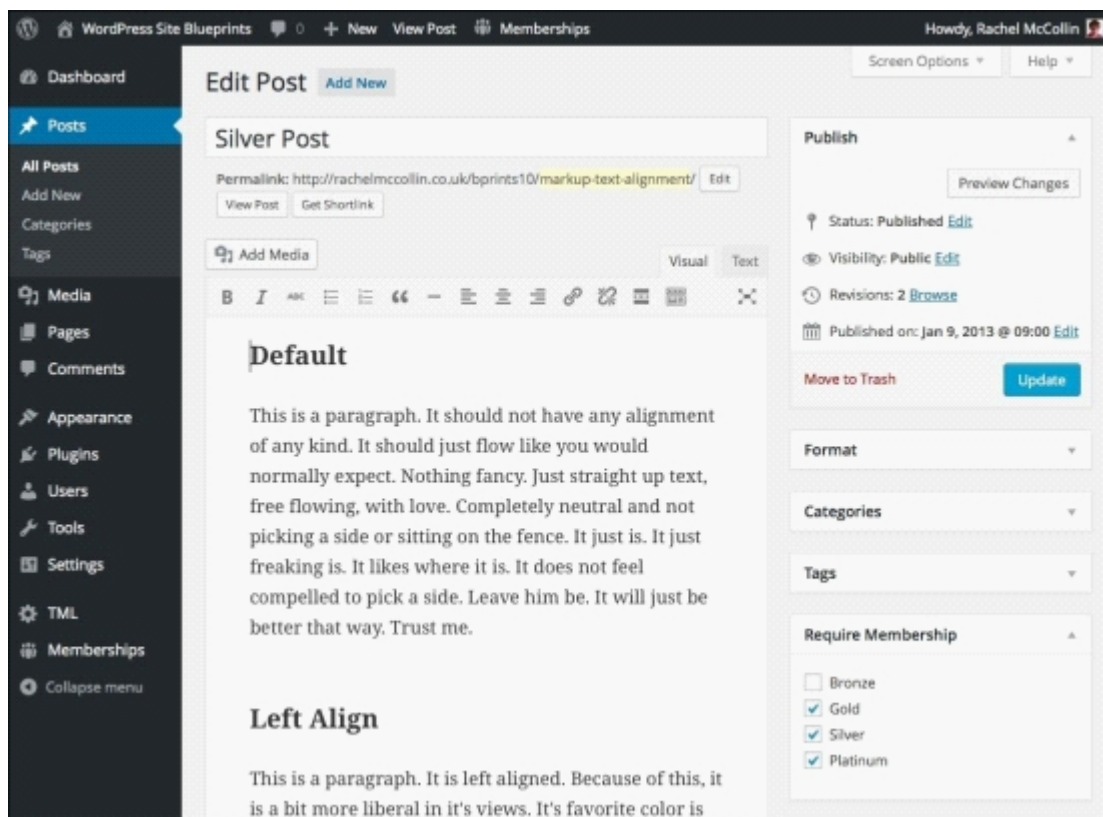 WordPress Site Blueprints 0 + New View Post Memberships Howdy, Rachel McCollin
Screen Options Help
Dashboard
Posts
All Posts
Add New
Categories
Tags
Media
Pages
Comments
Appearance
Plugins
Users
Tools
Settings
TML
Memberships
Collapse menu
Edit Post Add New
Silver Post
Permalink: http://rachelmccollin.co.uk/bprints10/markup-text-alignment/ Edit
View Post Get Shortlink
Add Media
Visual Text
B I ABC
Default
This is a paragraph. It should not have any alignment
of any kind. It should just flow like you would
normally expect. Nothing fancy. Just straight up text,
free flowing, with love. Completely neutral and not
picking a side or sitting on the fence. It just is. It just
freaking is. It likes where it is. It does not feel
compelled to pick a side. Leave him be. It will just be
better that way. Trust me.
Left Align
This is a paragraph. It is left aligned. Because of this, it
is a bit more liberal in it's views. It's favorite color is
Publish
Preview Changes
Status: Published Edit
Visibility: Public Edit
Revisions: 2 Browse
Published on: Jan 9, 2013 @ 09:00 Edit
Move to Trash Update
Format
Categories
Tags
Require Membership
Bronze
Gold
Silver
Platinum